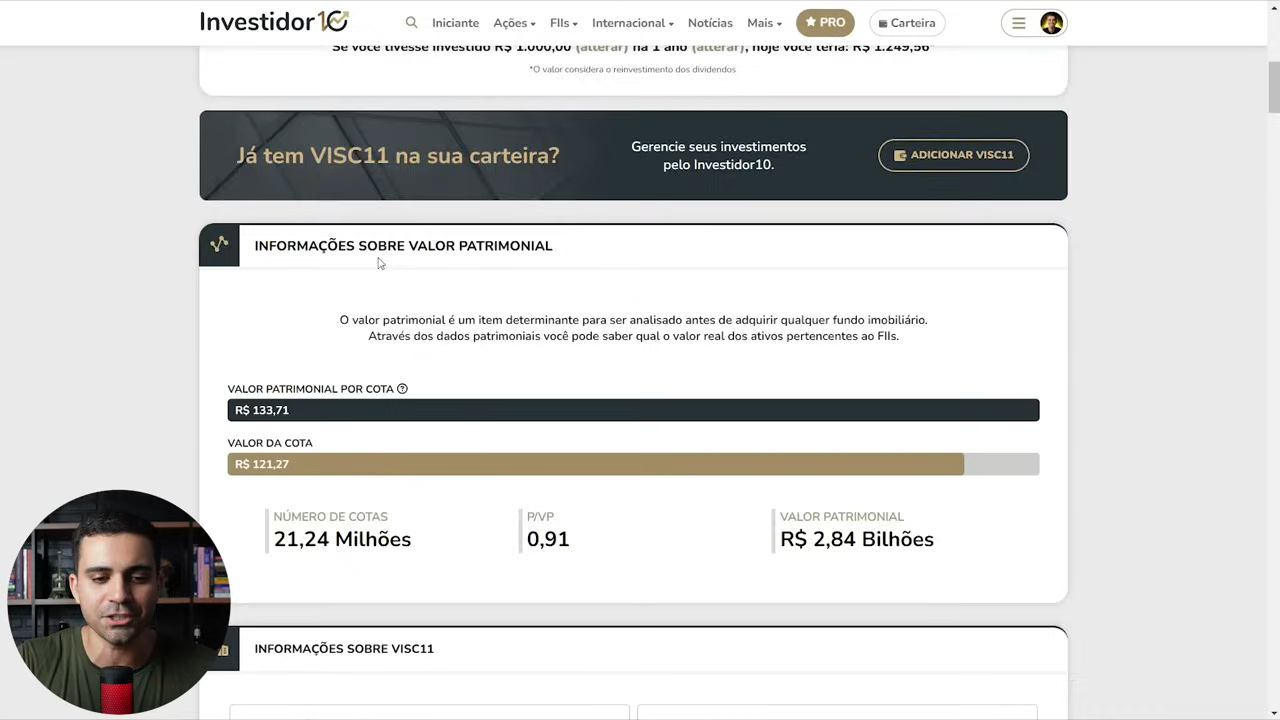 Investidor10
Iniciante Ações FIIs Internacional Notícias Mais PRO Carteira
Se você tivesse investido R$ 1.000,00 (alterar) há 1 ano (alterar), hoje você teria: R$ 1.249,56*
*O valor considera o reinvestimento dos dividendos
Já tem VISC11 na sua carteira?
Gerencie seus investimentos
pelo Investidor10.
ADICIONAR VISC11
INFORMAÇÕES SOBRE VALOR PATRIMONIAL
O valor patrimonial é um item determinante para ser analisado antes de adquirir qualquer fundo imobiliário.
Através dos dados patrimoniais você pode saber qual o valor real dos ativos pertencentes ao FIIs.
VALOR PATRIMONIAL POR COTA ?
R$ 133,71
VALOR DA COTA
R$ 121,27
NÚMERO DE COTAS
21,24 Milhões
P/VP
0,91
VALOR PATRIMONIAL
R$ 2,84 Bilhões
INFORMAÇÕES SOBRE VISC11